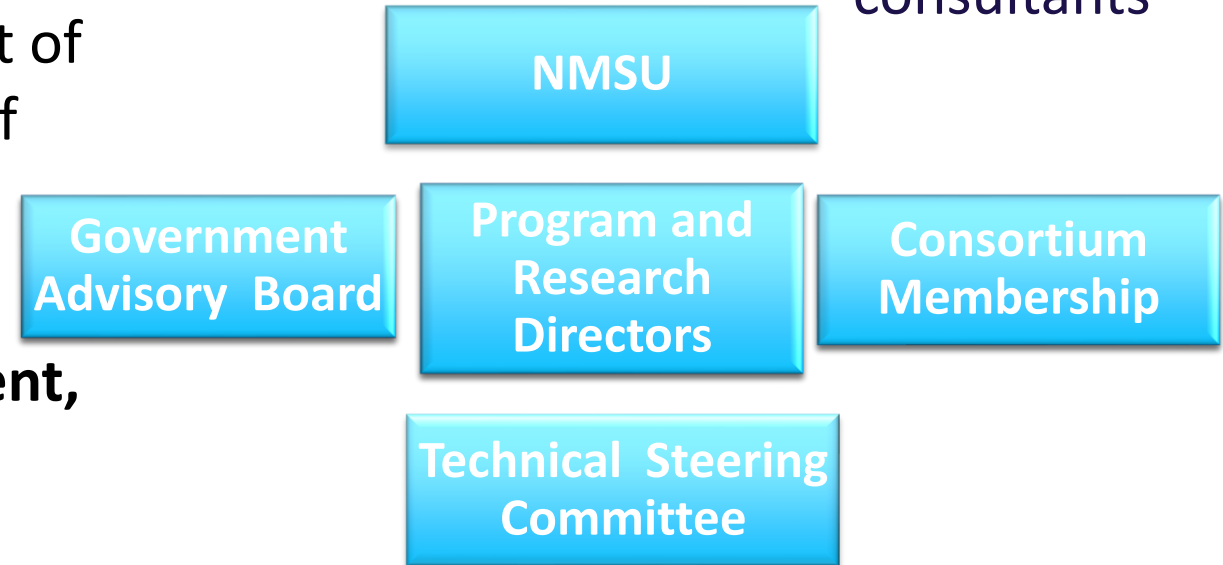 consultants
t of
f
NMSU
Government
Advisory Board
Program and
Research
Directors
Consortium
Membership
ent,
Technical Steering
Committee